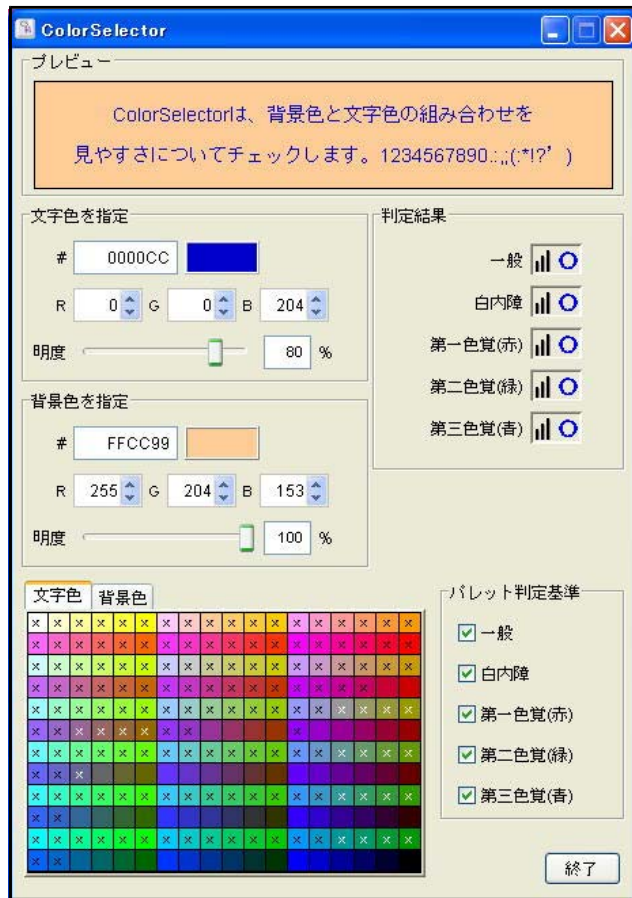 ColorSelector
プレビュー
ColorSelectorは、背景色と文字色の組み合わせを
見やすさについてチェックします。1234567890.:,;(:*!?’)
文字色を指定
# 0000CC
R 0 G 0 B 204
明度 80 %
判定結果
一般
白内障
第一色覚(赤)
第二色覚(緑)
第三色覚(青)
背景色を指定
# FFCC99
R 255 G 204 B 153
明度 100 %
文字色 背景色
パレット判定基準
一般
白内障
第一色覚(赤)
第二色覚(緑)
第三色覚(青)
終了